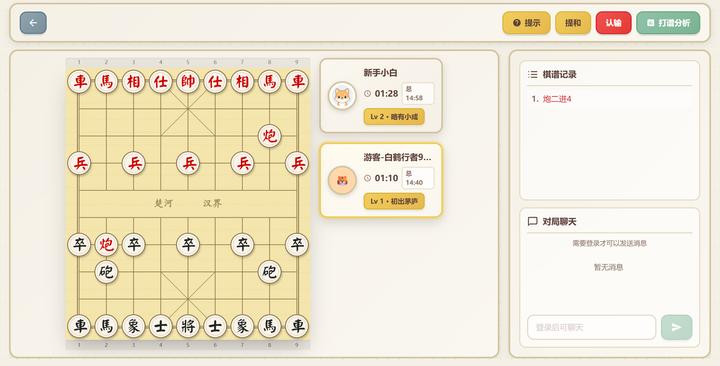 提示
提和
认输
打谱分析
1 2 3 4 5 6 7 8 9
車 馬 相 仕 帥 仕 相 馬 車
炮
兵 兵 兵 兵 兵
楚河 汉界
卒 炮 卒 卒 卒 卒
砲 砲
車 馬 象 士 將 士 象 馬 車
1 2 3 4 5 6 7 8 9
新手小白
01:28
总
14:58
Lv 2 • 略有小成
游客-白鹤行者9...
01:10
总
14:40
Lv 1 • 初出茅庐
棋谱记录
1. 炮二进4
对局聊天
需要登录才可以发送消息
暂无消息
登录后可聊天